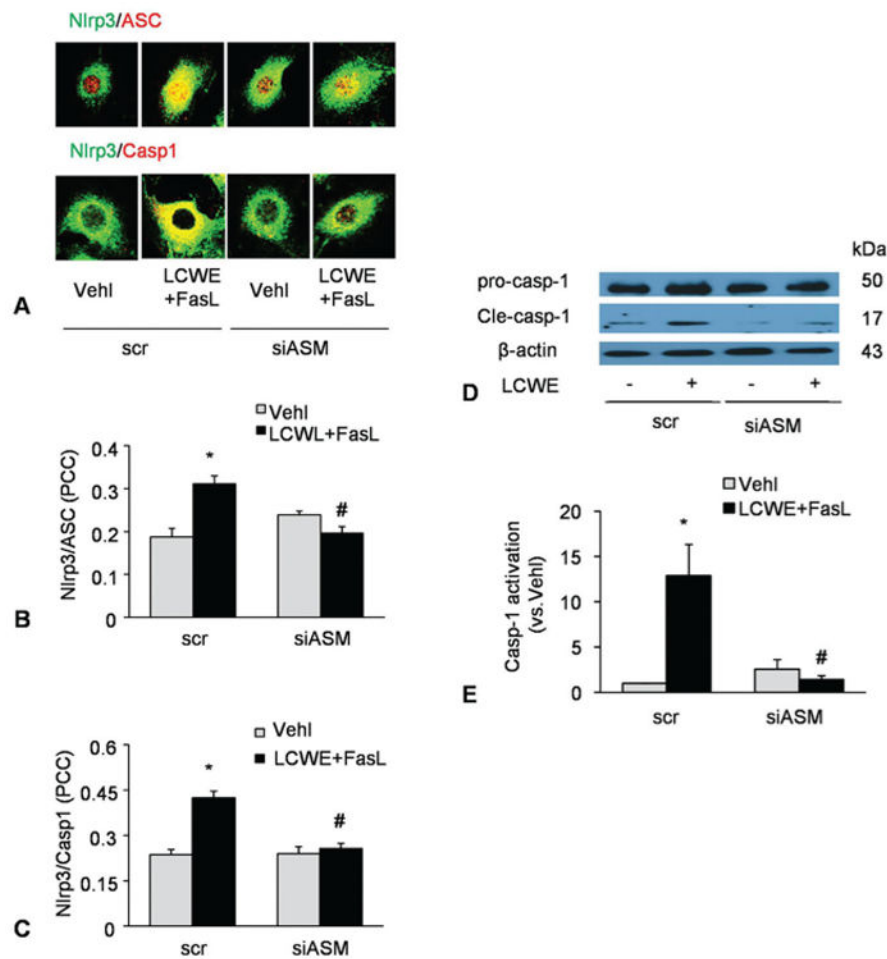 Nlrp3/ASC
Nlrp3/Casp1
Vehl
LCWE
+FasL
Vehl
LCWE
+FasL
A
scr
siASM
Vehl
LCWL+FasL
0.4
0.3
0.2
0.1
0
Nlrp3/ASC (PCC)
*
#
B
scr
siASM
Vehl
LCWE+FasL
0.6
0.45
0.3
0.15
0
Nlrp3/Casp1 (PCC)
*
#
C
scr
siASM
kDa
pro-casp-1 50
Cle-casp-1 17
β-actin 43
D
LCWE - + - +
scr siASM
Vehl
LCWE+FasL
20
15
10
5
0
Casp-1 activation
(vs.Vehl)
*
#
E
scr
siASM